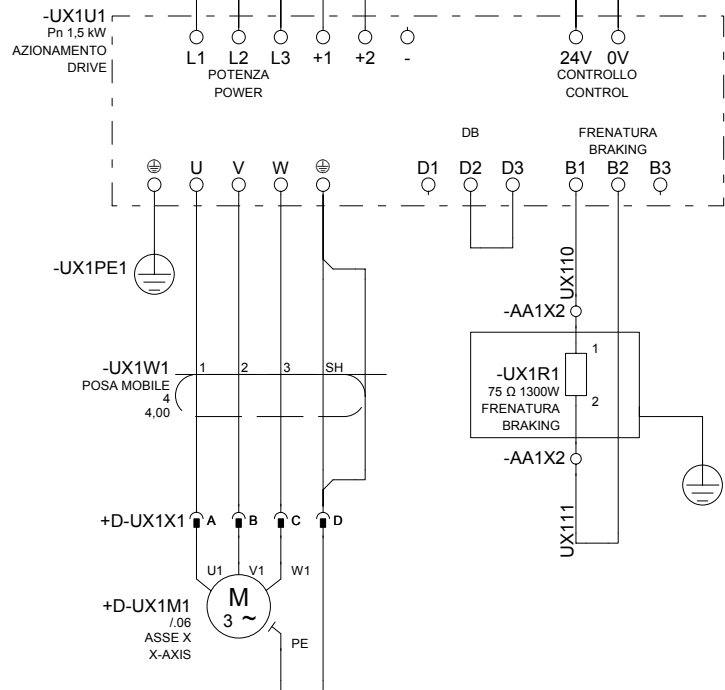 -UX1U1
Pn 1,5 kW
AZIONAMENTO
DRIVE
L1 L2 L3 +1 +2 - 24V 0V
POTENZA
POWER
CONTROLLO
CONTROL
DB
FRENATURA
BRAKING
U V W D1 D2 D3 B1 B2 B3
-UX1PE1
UX110
-AA1X2
-UX1W1
POSA MOBILE
4
4,00
1 2 3 SH
-UX1R1
75 Ω 1300W
FRENATURA
BRAKING
1
2
-AA1X2
UX111
+D-UX1X1 A B C D
U1 V1 W1
M
3 ~
+D-UX1M1
/.06
ASSE X
X-AXIS
PE